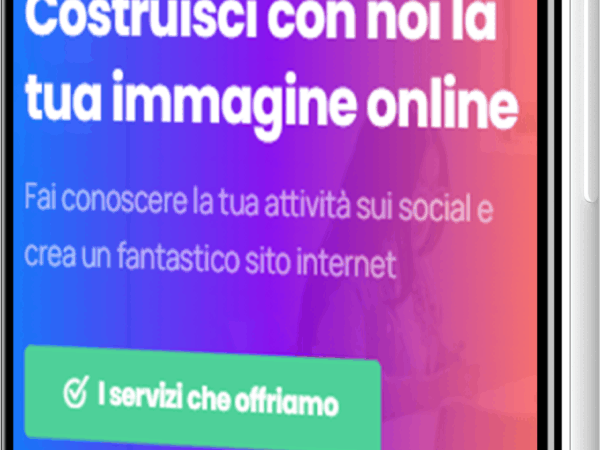 Costruisci con noi la
tua immagine online
Fai conoscere la tua attività sui social e
crea un fantastico sito internet
I servizi che offriamo